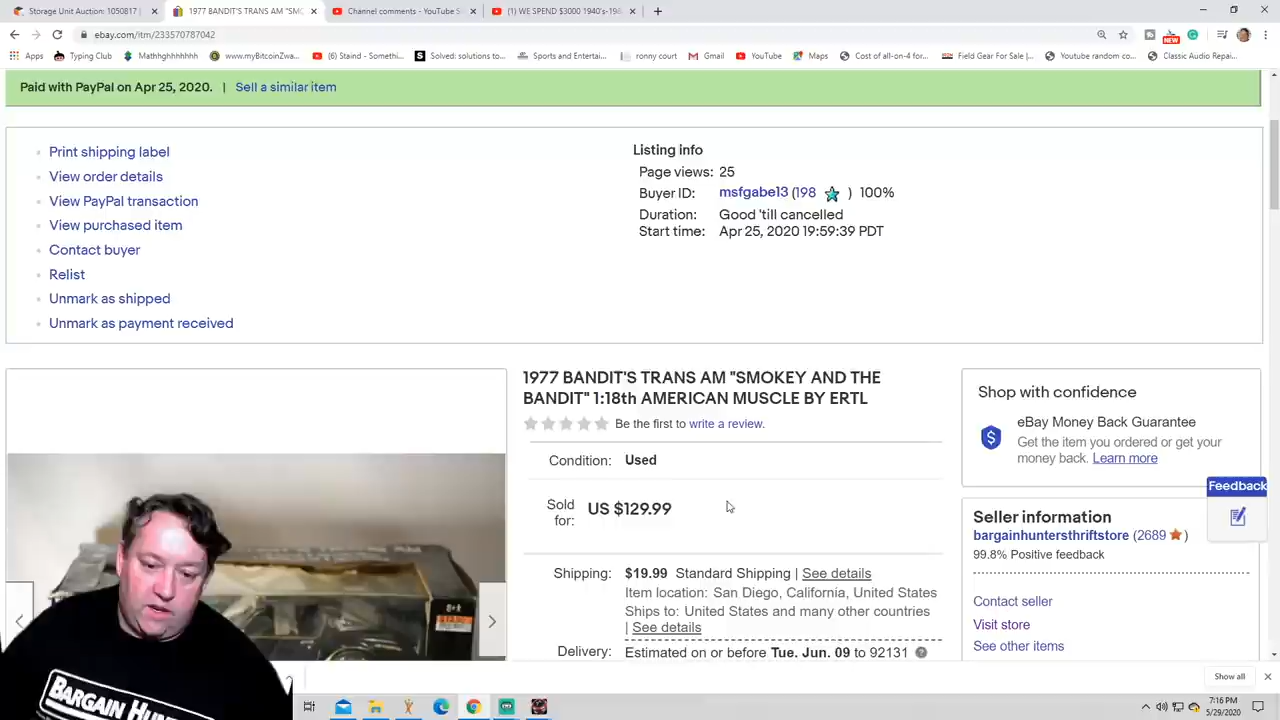 Storage Unit Auction: 1050817
1977 BANDIT'S TRANS AM "SMO
Channel comments - YouTube S
(1) WE SPEND $3000 1940's-198
ebay.com/itm/233570787042
Apps
Typing Club
Mathhghhhhhh
www.myBitcoinZwa...
(6) Staind - Somethi...
Solved: solutions to...
Sports and Entertai...
ronny court
Gmail
YouTube
Maps
Cost of all-on-4 for...
Field Gear For Sale |...
Youtube random co...
Classic Audio Repai...
NEW
Paid with PayPal on Apr 25, 2020. | Sell a similar item
Print shipping label
View order details
View PayPal transaction
View purchased item
Contact buyer
Relist
Unmark as shipped
Unmark as payment received
Listing info
Page views: 25
Buyer ID: msfgabe13 (198 ) 100%
Duration: Good 'till cancelled
Start time: Apr 25, 2020 19:59:39 PDT
1977 BANDIT'S TRANS AM "SMOKEY AND THE
BANDIT" 1:18th AMERICAN MUSCLE BY ERTL
Be the first to write a review.
Condition: Used
Sold
for: US $129.99
Shipping: $19.99 Standard Shipping | See details
Item location: San Diego, California, United States
Ships to: United States and many other countries
| See details
Delivery: Estimated on or before Tue. Jun. 09 to 92131
Shop with confidence
eBay Money Back Guarantee
Get the item you ordered or get your
money back. Learn more
Feedback
Seller information
bargainhuntersthriftstore (2689 )
99.8% Positive feedback
Contact seller
Visit store
See other items
BARGAIN HUN
Show all
7:16 PM
5/29/2020